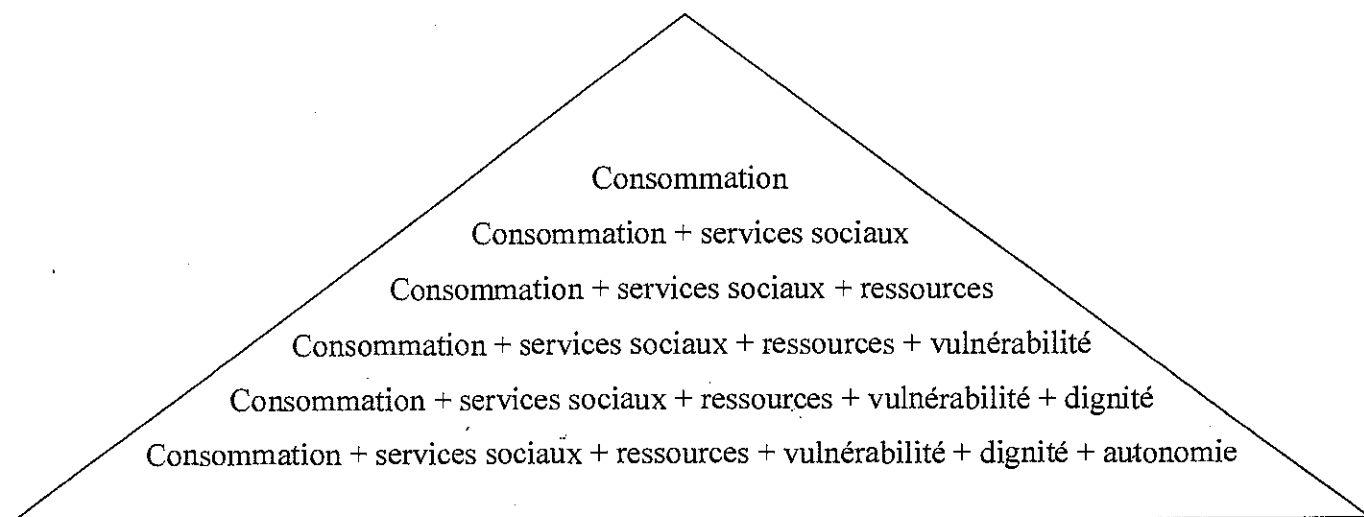 Consommation
Consommation + services sociaux
Consommation + services sociaux + ressources
Consommation + services sociaux + ressources + vulnérabilité
Consommation + services sociaux + ressources + vulnérabilité + dignité
Consommation + services sociaux + ressources + vulnérabilité + dignité + autonomie